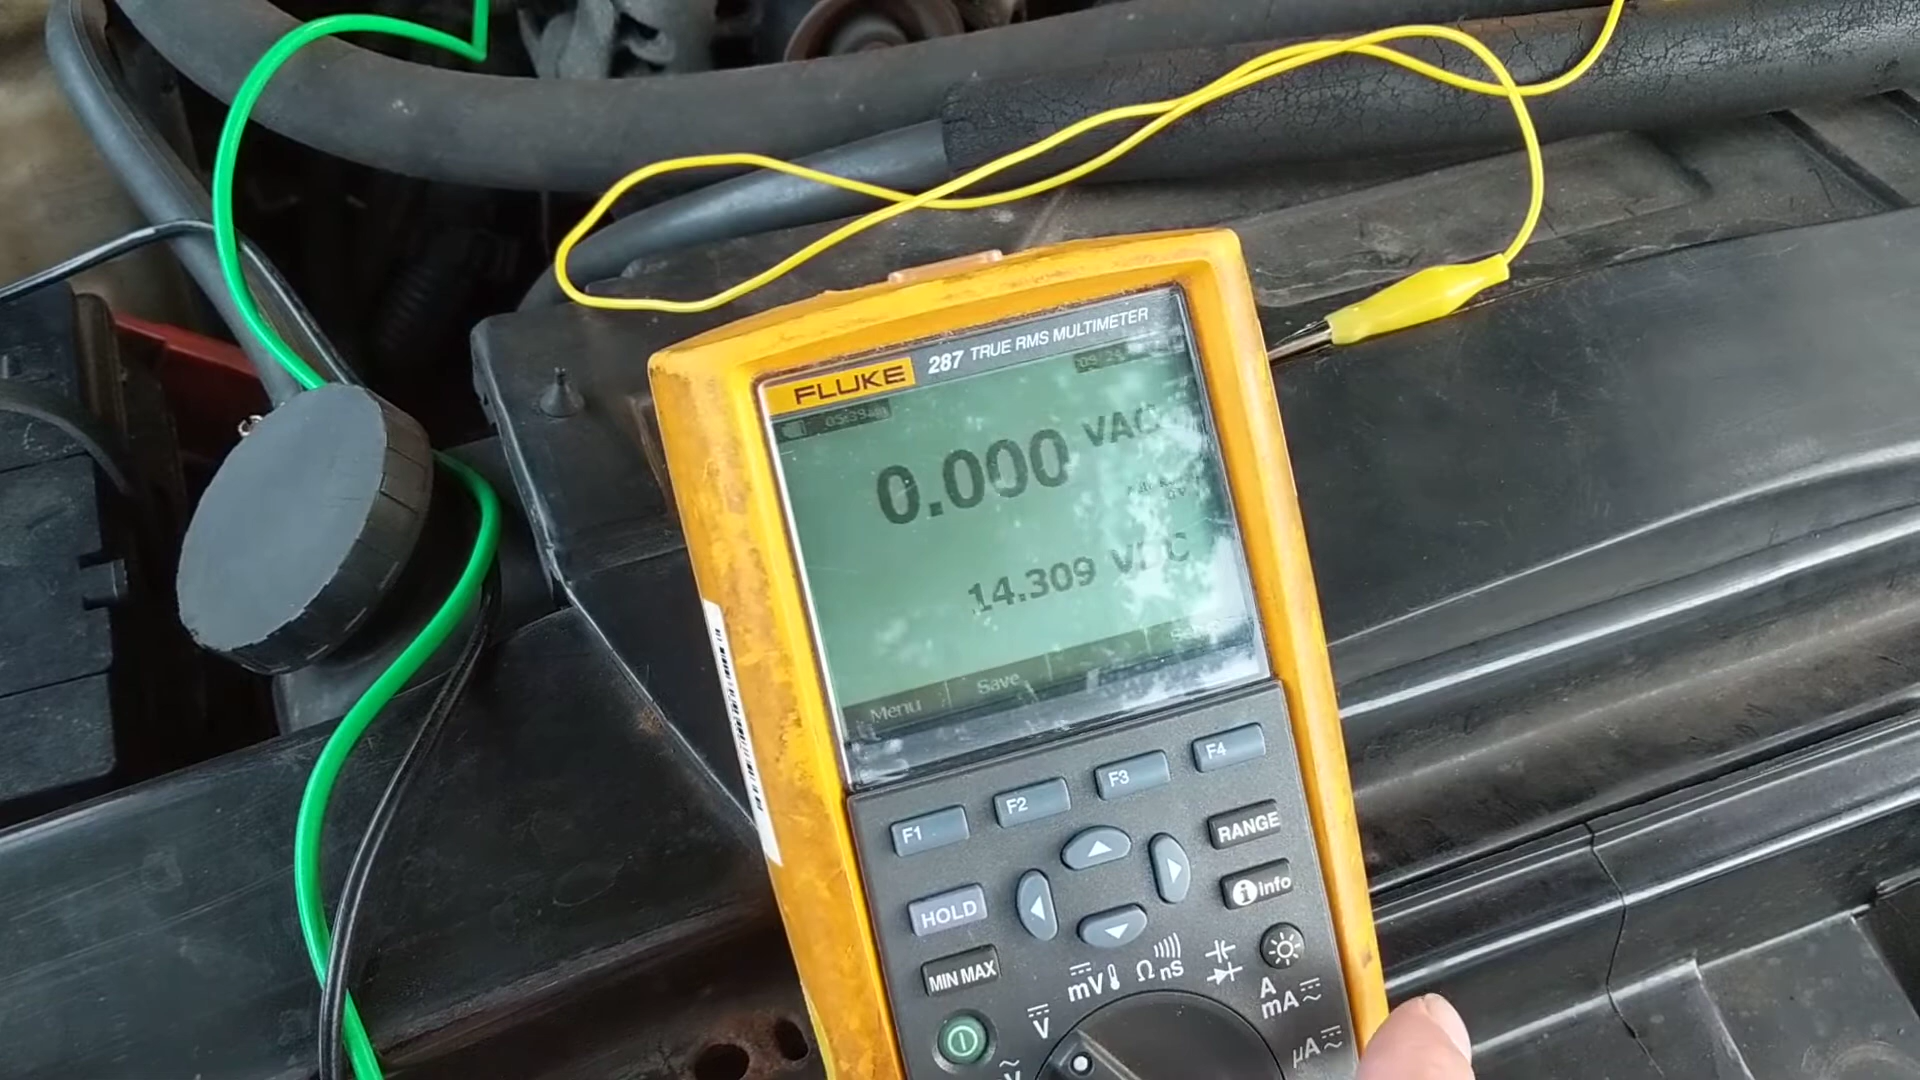 FLUKE 287 TRUE RMS MULTIMETER
0.000 VAC
14.309 VDC
Menu Save
F1 F2 F3 F4
RANGE
HOLD
i Info
MIN MAX
mV Ω nS
A
mA
V
µA
V